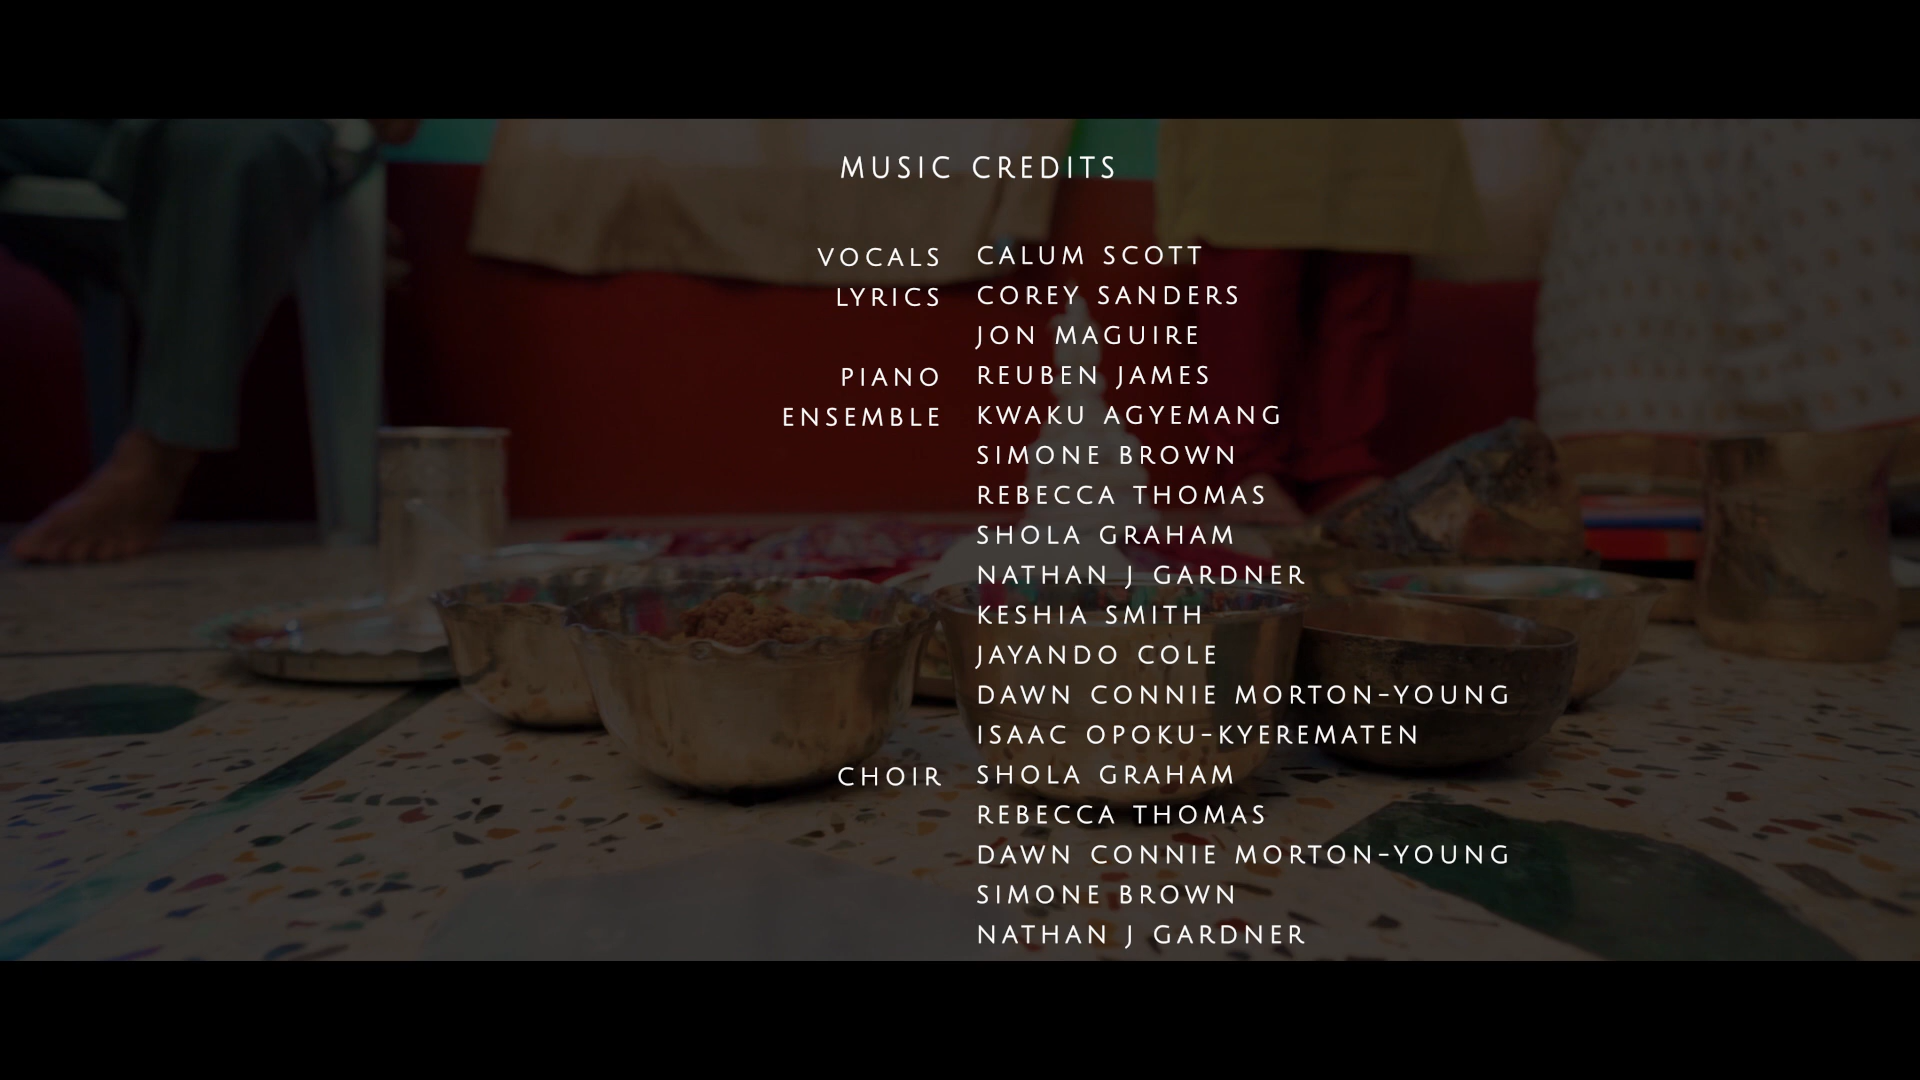 MUSIC CREDITS
VOCALS CALUM SCOTT
LYRICS COREY SANDERS
JON MAGUIRE
PIANO REUBEN JAMES
ENSEMBLE KWAKU AGYEMANG
SIMONE BROWN
REBECCA THOMAS
SHOLA GRAHAM
NATHAN J GARDNER
KESHIA SMITH
JAYANDO COLE
DAWN CONNIE MORTON-YOUNG
ISAAC OPOKU-KYEREMATEN
CHOIR SHOLA GRAHAM
REBECCA THOMAS
DAWN CONNIE MORTON-YOUNG
SIMONE BROWN
NATHAN J GARDNER